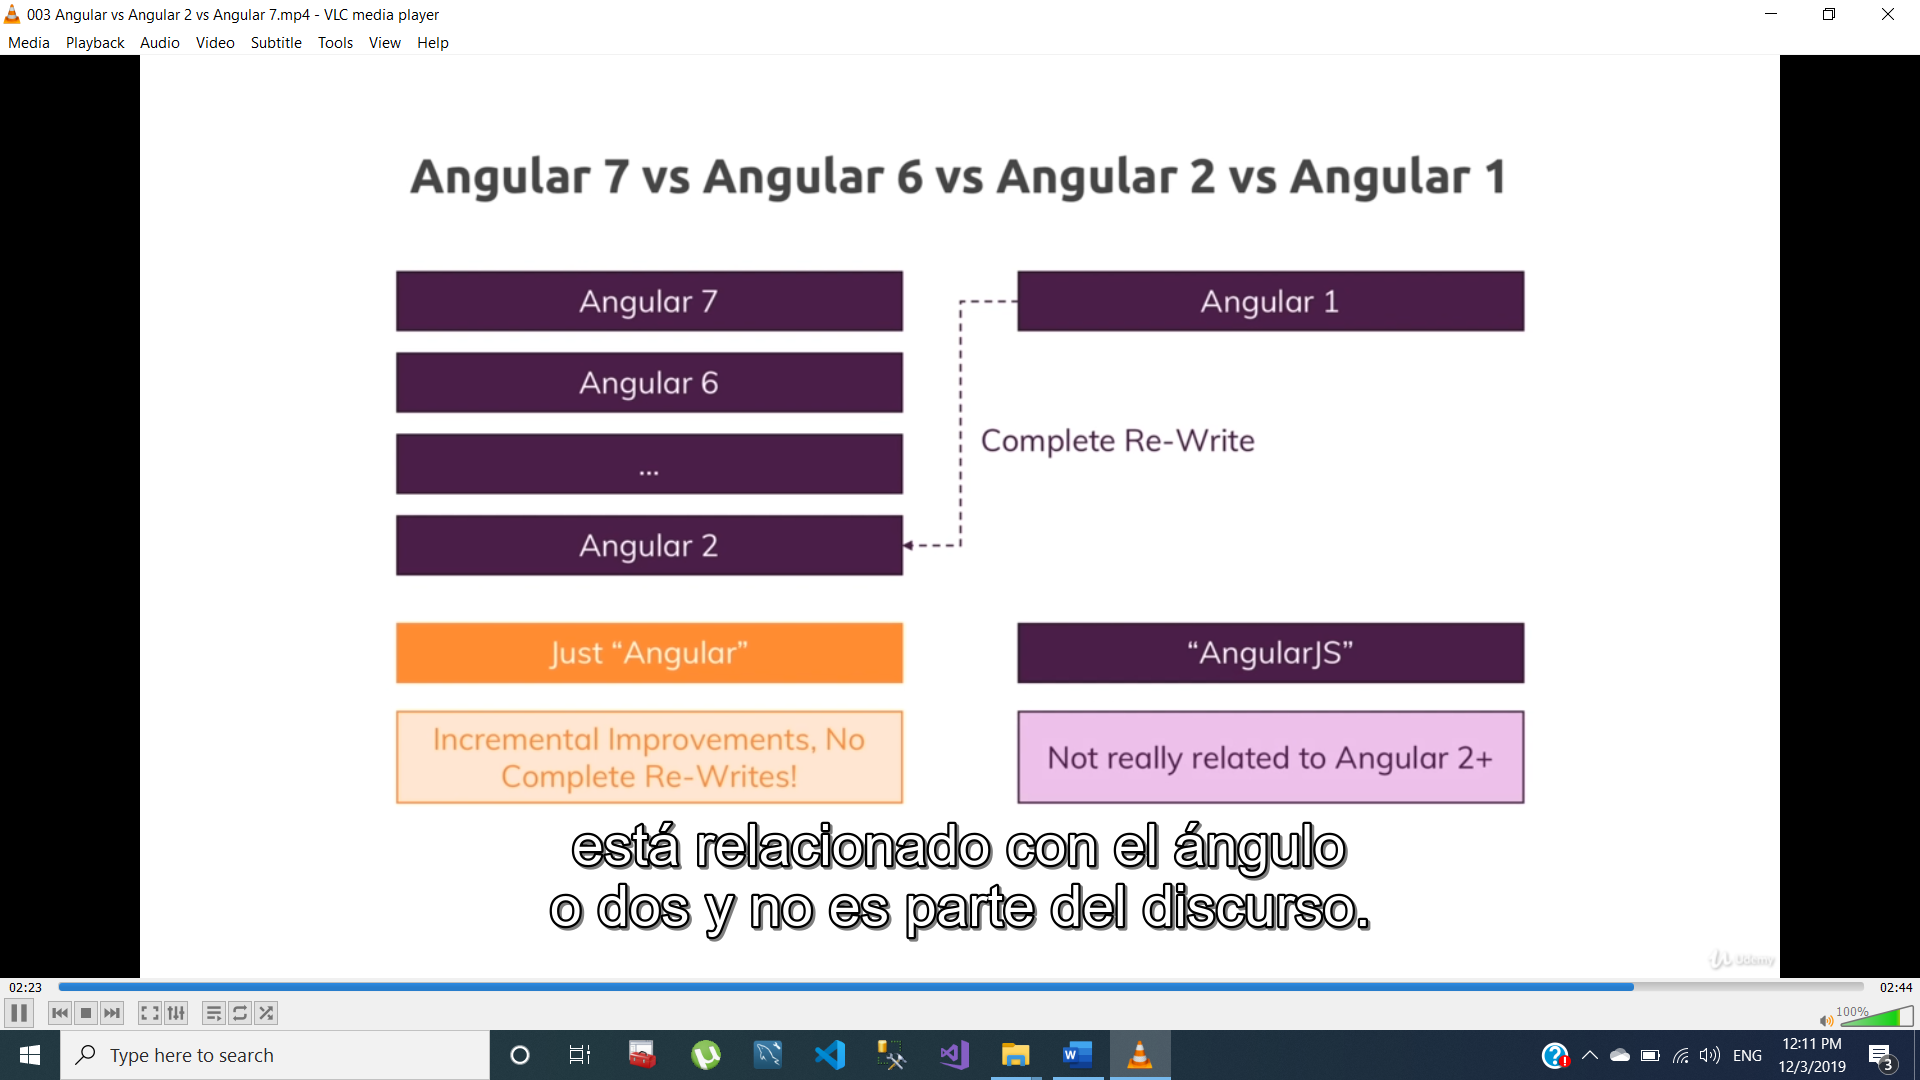 003 Angular vs Angular 2 vs Angular 7.mp4 - VLC media player
Media Playback Audio Video Subtitle Tools View Help
Angular 7 vs Angular 6 vs Angular 2 vs Angular 1
Angular 7
Angular 1
Angular 6
Complete Re-Write
...
Angular 2
Just “Angular”
“AngularJS”
Incremental Improvements, No
Complete Re-Writes!
Not really related to Angular 2+
está relacionado con el ángulo
o dos y no es parte del discurso.
Udemy
02:23
02:44
100%
Type here to search
ENG
12:11 PM
12/3/2019
3